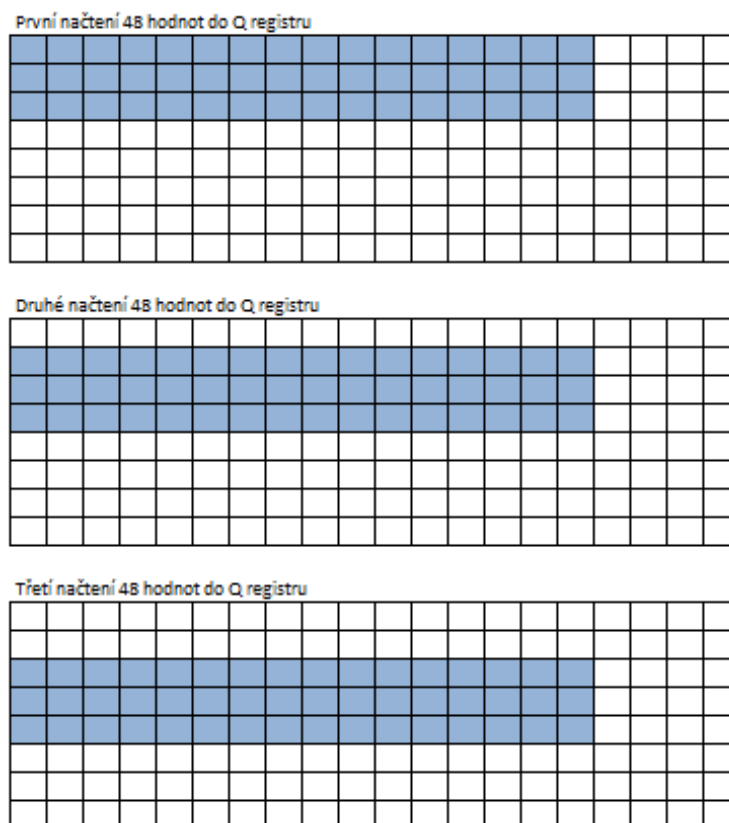 První načtení 48 hodnot do Q registru
Druhé načtení 48 hodnot do Q registru
Třetí načtení 48 hodnot do Q registru